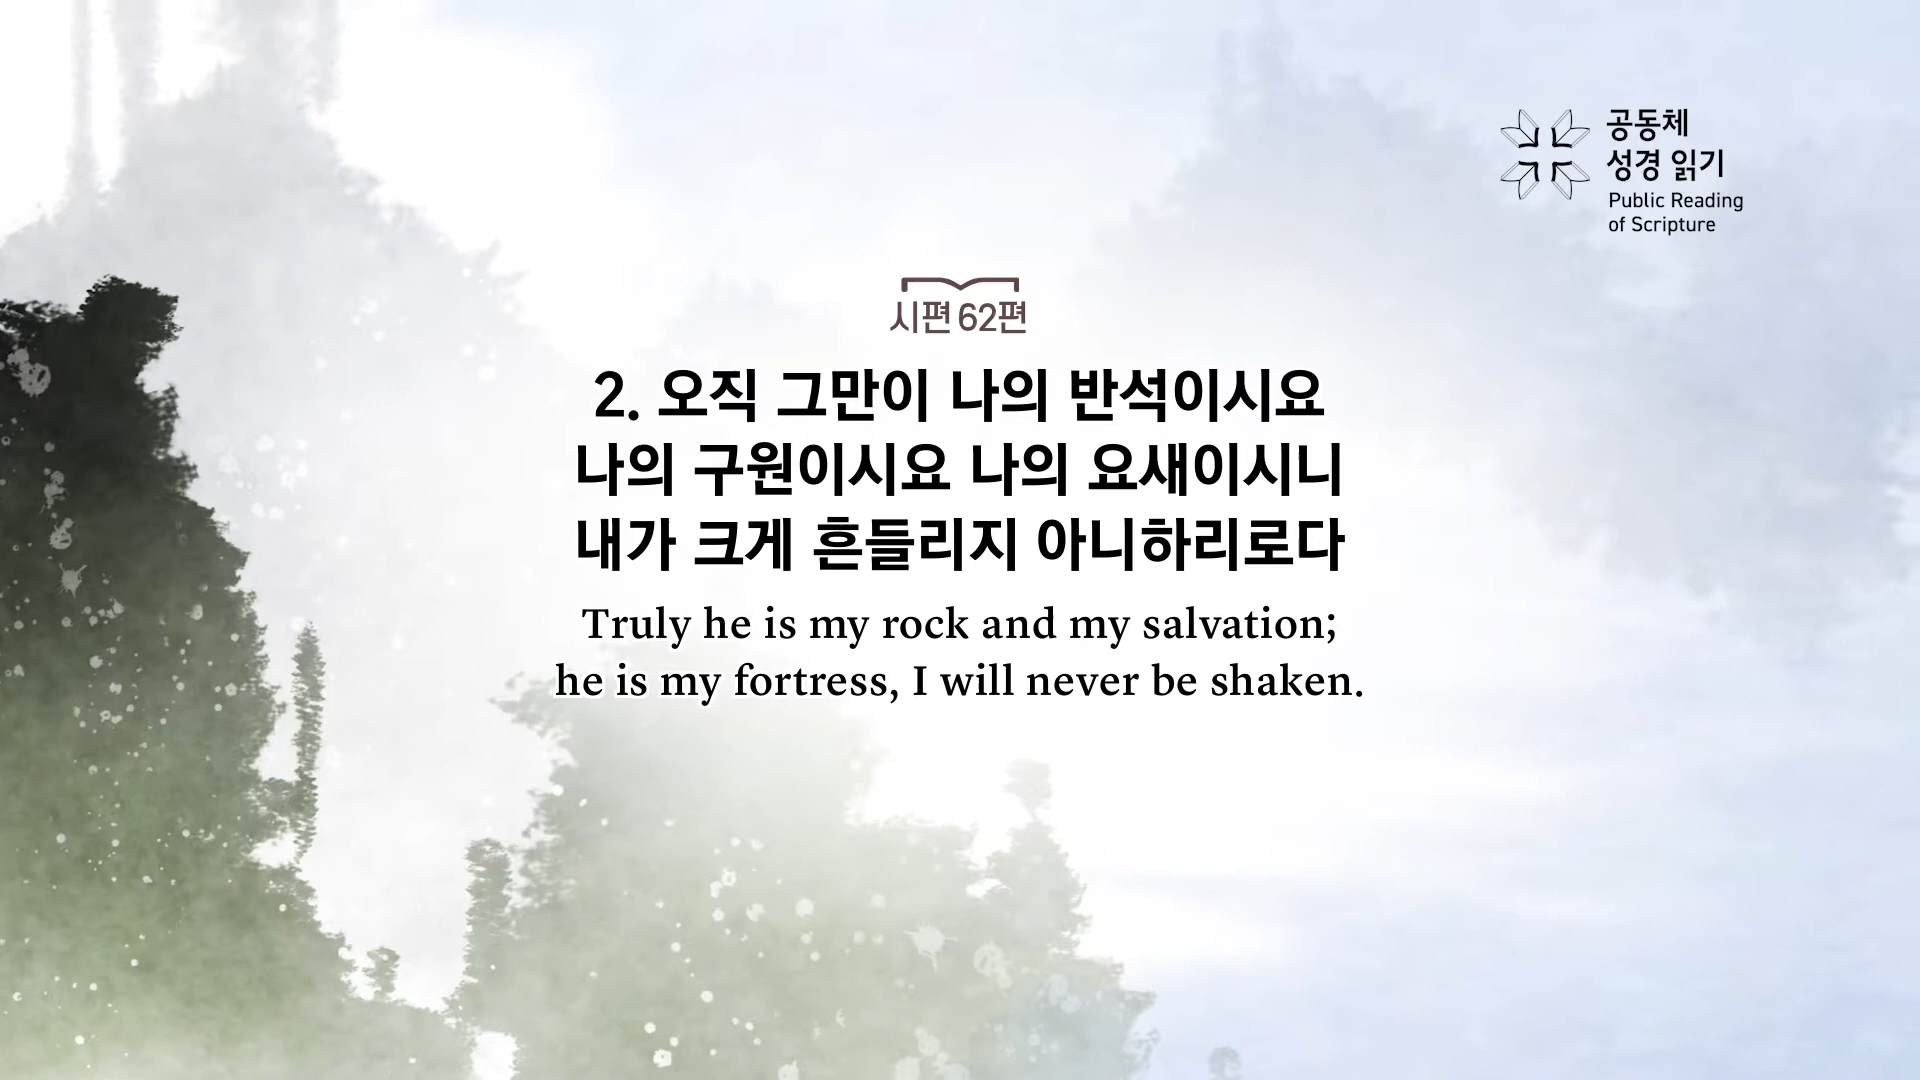 공동체
성경 읽기
Public Reading
of Scripture
시편 62편
2. 오직 그만이 나의 반석이시요
나의 구원이시요 나의 요새이시니
내가 크게 흔들리지 아니하리로다
Truly he is my rock and my salvation;
he is my fortress, I will never be shaken.